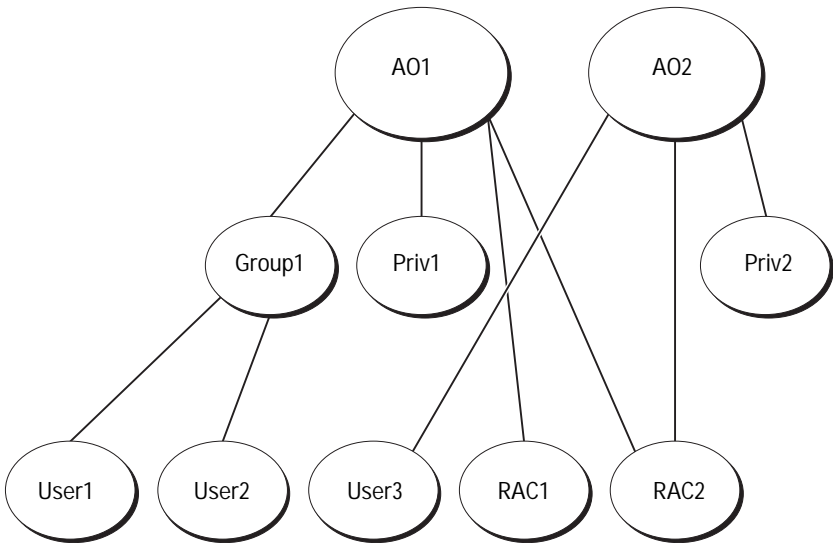 AO1
AO2
Group1
Priv1
Priv2
User1
User2
User3
RAC1
RAC2